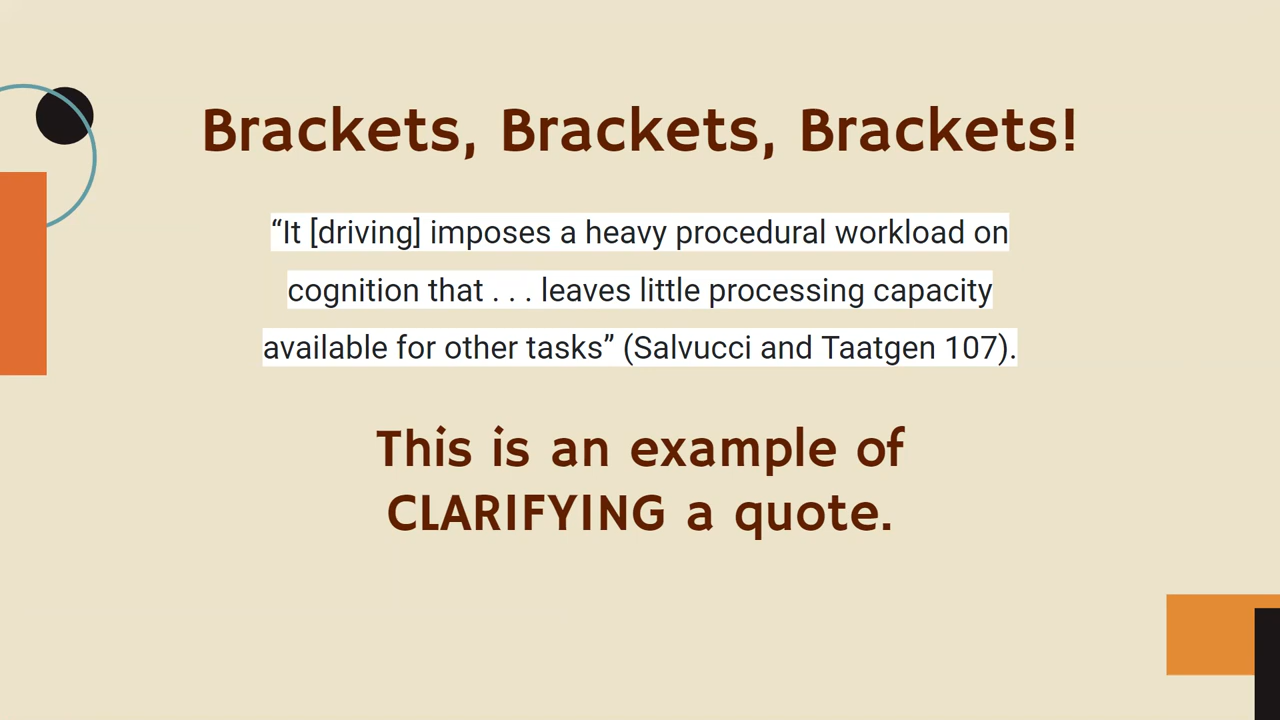 Brackets, Brackets, Brackets!
“It [driving] imposes a heavy procedural workload on
cognition that . . . leaves little processing capacity
available for other tasks” (Salvucci and Taatgen 107).
This is an example of
CLARIFYING a quote.